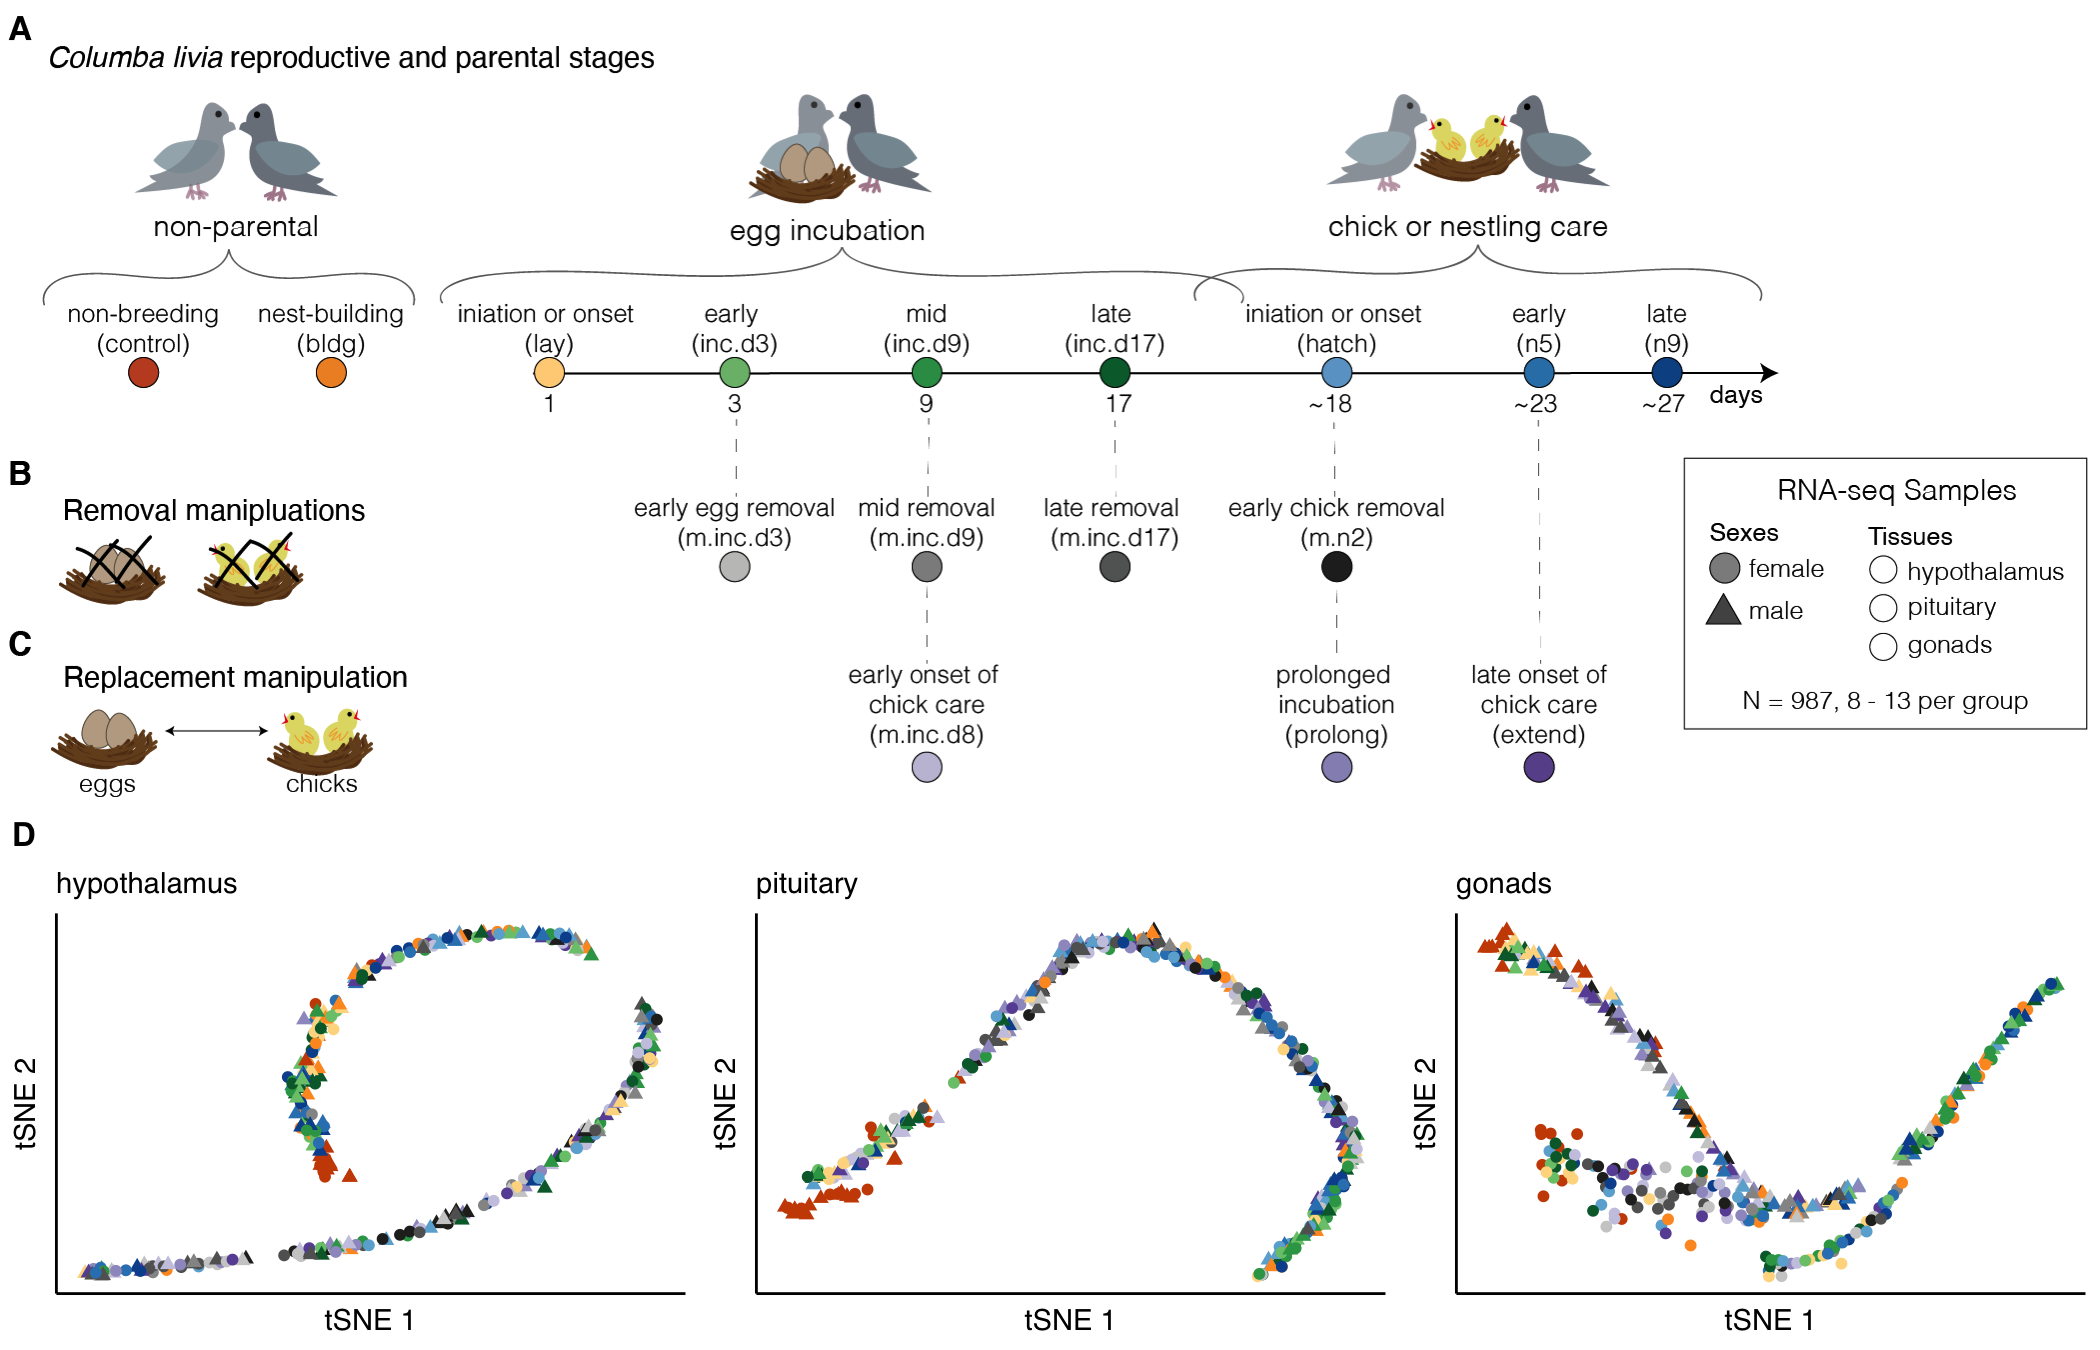 A
Columba livia reproductive and parental stages
non-parental
egg incubation
chick or nestling care
non-breeding
(control)
nest-building
(bldg)
iniation or onset
(lay)
early
(inc.d3)
mid
(inc.d9)
late
(inc.d17)
iniation or onset
(hatch)
early
(n5)
late
(n9)
1
3
9
17
~18
~23
~27
days
B
Removal manipluations
early egg removal
(m.inc.d3)
mid removal
(m.inc.d9)
late removal
(m.inc.d17)
early chick removal
(m.n2)
RNA-seq Samples
Sexes
female
male
Tissues
hypothalamus
pituitary
gonads
N = 987, 8 - 13 per group
C
Replacement manipulation
eggs
chicks
early onset of
chick care
(m.inc.d8)
prolonged
incubation
(prolong)
late onset of
chick care
(extend)
D
hypothalamus
tSNE 2
tSNE 1
pituitary
tSNE 2
tSNE 1
gonads
tSNE 2
tSNE 1